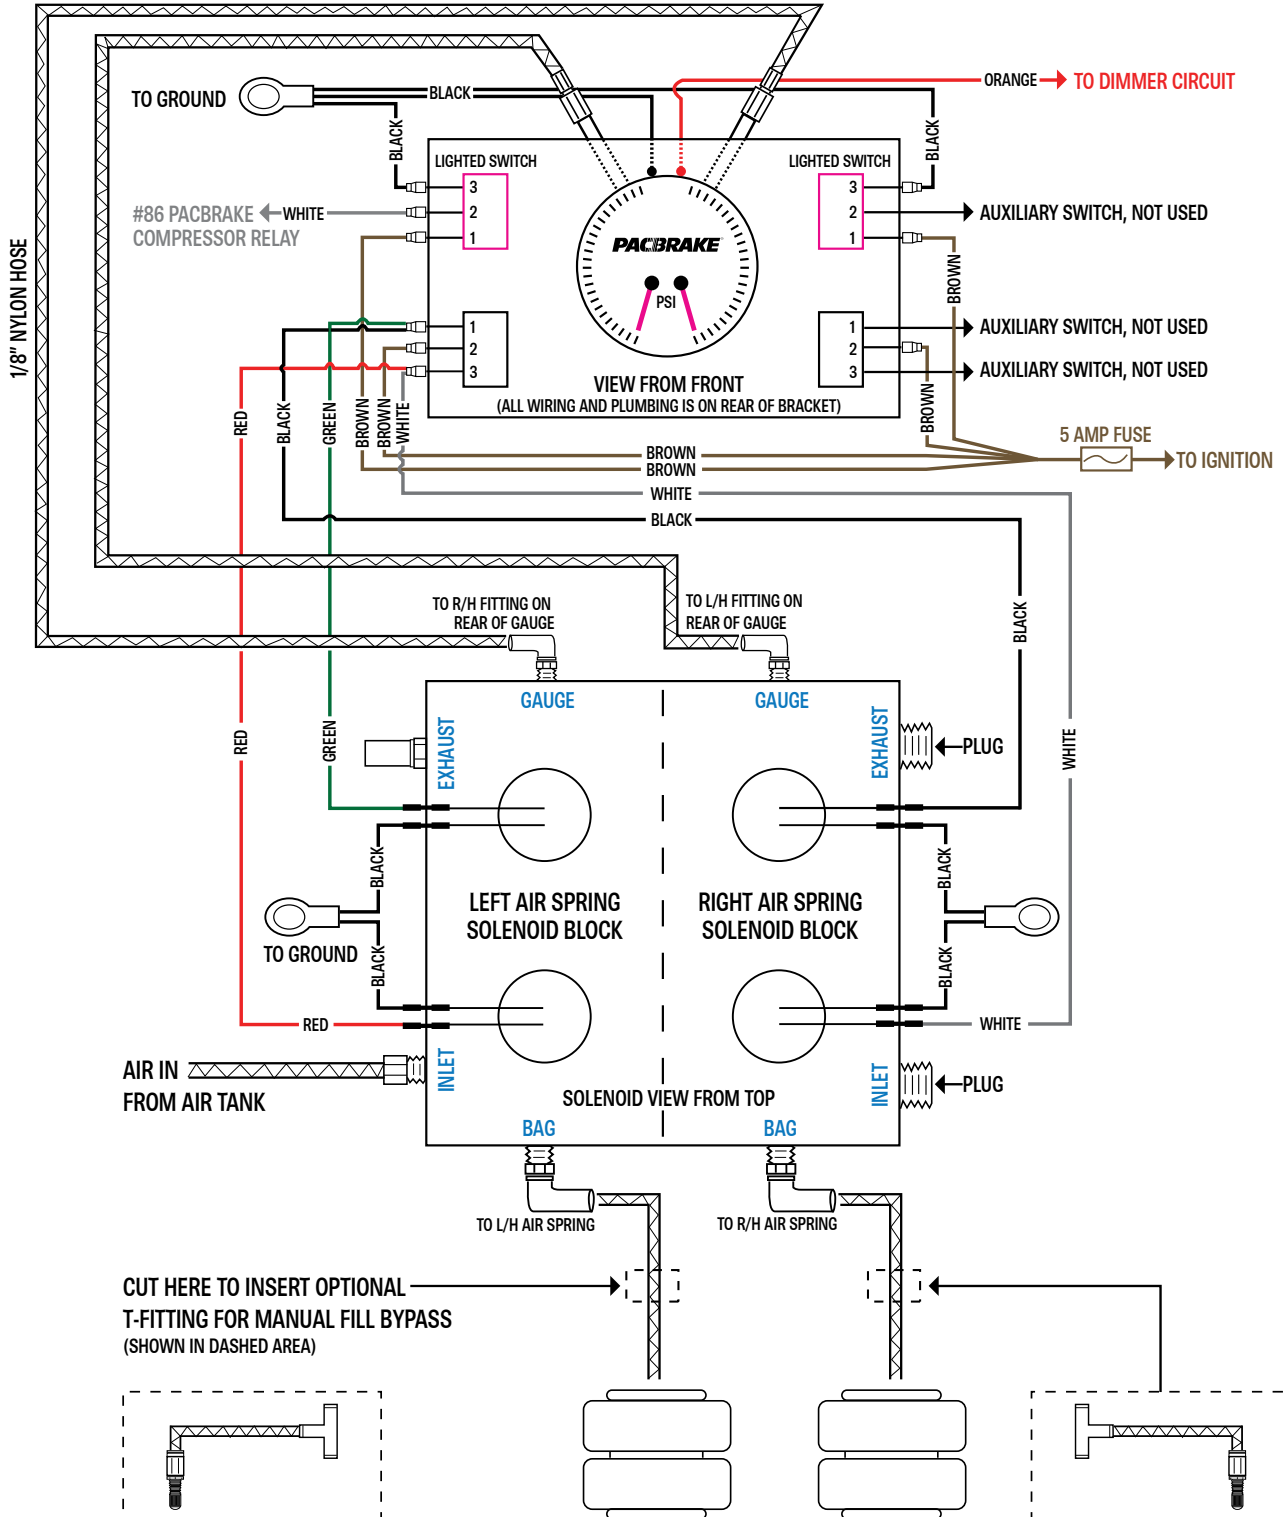 ORANGE
TO DIMMER CIRCUIT
TO GROUND
BLACK
BLACK
BLACK
LIGHTED SWITCH
LIGHTED SWITCH
3
2
1
3
2
1
#86 PACBRAKE
COMPRESSOR RELAY
WHITE
AUXILIARY SWITCH, NOT USED
1/8" NYLON HOSE
PACBRAKE
PSI
BROWN
1
2
3
1
2
3
AUXILIARY SWITCH, NOT USED
AUXILIARY SWITCH, NOT USED
VIEW FROM FRONT
(ALL WIRING AND PLUMBING IS ON REAR OF BRACKET)
RED
BLACK
GREEN
BROWN
BROWN
WHITE
BROWN
5 AMP FUSE
TO IGNITION
BROWN
BROWN
WHITE
BLACK
TO R/H FITTING ON
REAR OF GAUGE
TO L/H FITTING ON
REAR OF GAUGE
BLACK
GAUGE
GAUGE
RED
GREEN
EXHAUST
EXHAUST
PLUG
WHITE
BLACK
BLACK
LEFT AIR SPRING
SOLENOID BLOCK
RIGHT AIR SPRING
SOLENOID BLOCK
TO GROUND
BLACK
BLACK
RED
WHITE
AIR IN
FROM AIR TANK
INLET
INLET
PLUG
SOLENOID VIEW FROM TOP
BAG
BAG
TO L/H AIR SPRING
TO R/H AIR SPRING
CUT HERE TO INSERT OPTIONAL
T-FITTING FOR MANUAL FILL BYPASS
(SHOWN IN DASHED AREA)